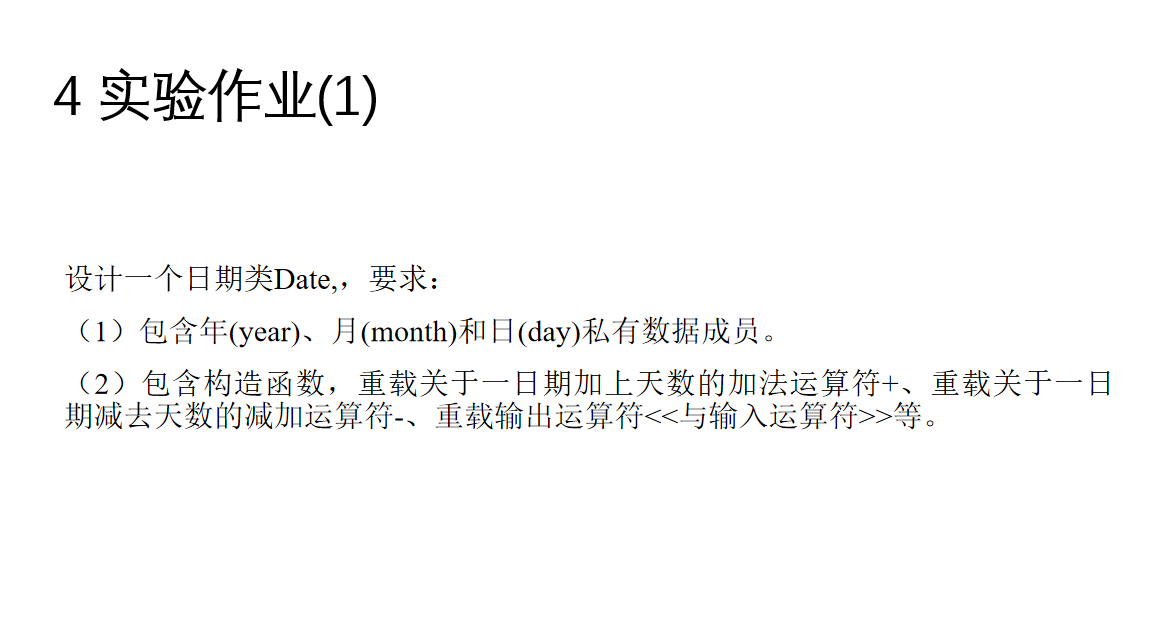 4 实验作业(1)
设计一个日期类Date,，要求：
（1）包含年(year)、月(month)和日(day)私有数据成员。
（2）包含构造函数，重载关于一日期加上天数的加法运算符+、重载关于一日
期减去天数的减加运算符-、重载输出运算符<<与输入运算符>>等。